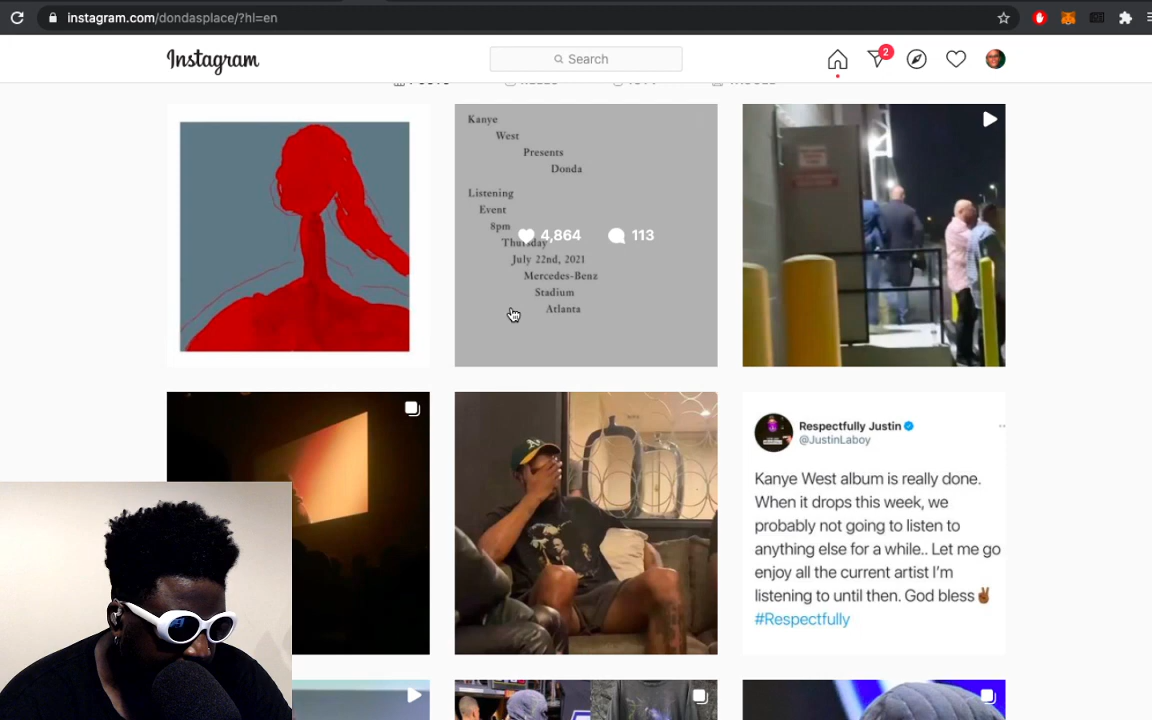 instagram.com/dondasplace/?hl=en
Instagram
Search
2
POSTS
REELS
Kanye
West
Presents
Donda
Listening
Event
8pm
Thursday
July 22nd, 2021
Mercedes-Benz
Stadium
Atlanta
4,864
113
Respectfully Justin
@JustinLaboy
Kanye West album is really done.
When it drops this week, we
probably not going to listen to
anything else for a while.. Let me go
enjoy all the current artist I'm
listening to until then. God bless✌🏾
#Respectfully